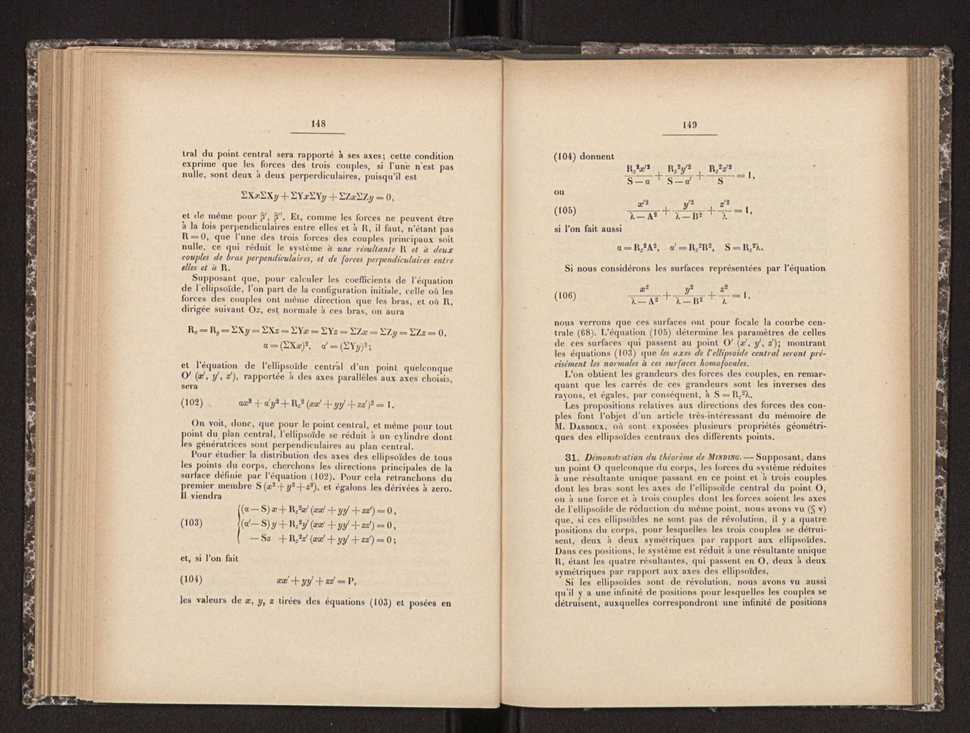 148
tral du point central sera rapporté à ses axes; cette condition
exprime que les forces des trois couples, si l'une n'est pas
nulle, sont deux à deux perpendiculaires, puisqu'il est
ΣXxΣXy + ΣYxΣYy + ΣZxΣZy = 0,
et de même pour β', β''. Et, comme les forces ne peuvent être
à la fois perpendiculaires entre elles et à R, il faut, n'étant pas
R = 0, que l'une des trois forces des couples principaux soit
nulle, ce qui réduit le système à une résultante R et à deux
couples de bras perpendiculaires, et de forces perpendiculaires entre
elles et à R.
Supposant que, pour calculer les coefficients de l'équation
de l'ellipsoïde, l'on part de la configuration initiale, celle où les
forces des couples ont même direction que les bras, et où R,
dirigée suivant Oz, est normale à ces bras, on aura
Rₓ = Rᵧ = ΣXy = ΣXz = ΣYx = ΣYz = ΣZx = ΣZy = ΣZz = 0,
a = (ΣXx)², a' = (ΣYy)²;
et l'équation de l'ellipsoïde central d'un point quelconque
O' (x', y', z'), rapportée à des axes parallèles aux axes choisis,
sera
(102) ax² + a'y² + R_z² (xx' + yy' + zz')² = 1.
On voit, donc, que pour le point central, et même pour tout
point du plan central, l'ellipsoïde se réduit à un cylindre dont
les génératrices sont perpendiculaires au plan central.
Pour étudier la distribution des axes des ellipsoïdes de tous
les points du corps, cherchons les directions principales de la
surface définie par l'équation (102). Pour cela retranchons du
premier membre S (x² + y² + z²), et égalons les dérivées à zero.
Il viendra
(a — S) x + R_z²x' (xx' + yy' + zz') = 0,
(103) (a' — S) y + R_z²y' (xx' + yy' + zz') = 0,
— Sz + R_z²z' (xx' + yy' + zz') = 0;
et, si l'on fait
(104) xx' + yy' + zz' = P,
les valeurs de x, y, z tirées des équations (103) et posées en
149
(104) donnent
R_z²x'²/(S — a) + R_z²y'²/(S — a') + R_z²z'²/S = 1,
ou
(105) x'²/(λ — A²) + y'²/(λ — B²) + z'²/λ = 1,
si l'on fait aussi
a = R_z²A², a' = R_z²B², S = R_z²λ.
Si nous considérons les surfaces représentées par l'équation
(106) x²/(λ — A²) + y²/(λ — B²) + z²/λ = 1,
nous verrons que ces surfaces ont pour focale la courbe cen-
trale (68). L'équation (105) détermine les paramètres de celles
de ces surfaces qui passent au point O' (x', y', z'); montrant
les équations (103) que les axes de l'ellipsoïde central seront pré-
cisément les normales à ces surfaces homofocales.
L'on obtient les grandeurs des forces des couples, en remar-
quant que les carrés de ces grandeurs sont les inverses des
rayons, et égales, par conséquent, à S = R_z²λ.
Les propositions relatives aux directions des forces des cou-
ples font l'objet d'un article très-intéressant du mémoire de
M. DARBOUX, où sont exposées plusieurs propriétés géométri-
ques des ellipsoïdes centraux des différents points.
31. Démonstration du théorème de MINDING. — Supposant, dans
un point O quelconque du corps, les forces du système réduites
à une résultante unique passant en ce point et à trois couples
dont les bras sont les axes de l'ellipsoïde central du point O,
ou à une force et à trois couples dont les forces soient les axes
de l'ellipsoïde de réduction du même point, nous avons vu (§ v)
que, si ces ellipsoïdes ne sont pas de révolution, il y a quatre
positions du corps, pour lesquelles les trois couples se détrui-
sent, deux à deux symétriques par rapport aux ellipsoïdes.
Dans ces positions, le système est réduit à une résultante unique
R, étant les quatre résultantes, qui passent en O, deux à deux
symétriques par rapport aux axes des ellipsoïdes.
Si les ellipsoïdes sont de révolution, nous avons vu aussi
qu'il y a une infinité de positions pour lesquelles les couples se
détruisent, auxquelles correspondront une infinité de positions